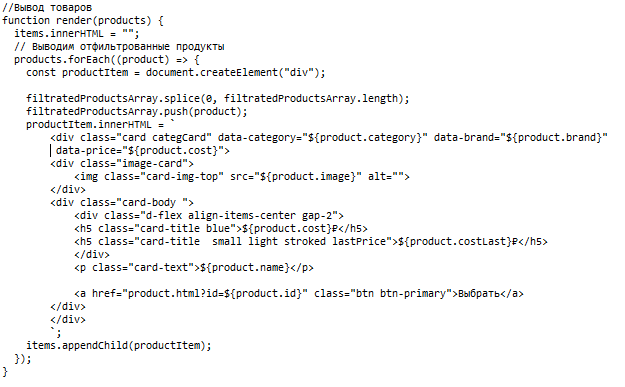 //Вывод товаров
function render(products) {
  items.innerHTML = "";
  // Выводим отфильтрованные продукты
  products.forEach((product) => {
    const productItem = document.createElement("div");

    filtratedProductsArray.splice(0, filtratedProductsArray.length);
    filtratedProductsArray.push(product);
    productItem.innerHTML = `
        <div class="card categCard" data-category="${product.category}" data-brand="${product.brand}"
         data-price="${product.cost}">
        <div class="image-card">
            <img class="card-img-top" src="${product.image}" alt="">
        </div>
        <div class="card-body ">
            <div class="d-flex align-items-center gap-2">
            <h5 class="card-title blue">${product.cost}₽</h5>
            <h5 class="card-title  small light stroked lastPrice">${product.costLast}₽</h5>
            </div>
            <p class="card-text">${product.name}</p>

            <a href="product.html?id=${product.id}" class="btn btn-primary">Выбрать</a>
        </div>
        </div>
        `;
    items.appendChild(productItem);
  });
}